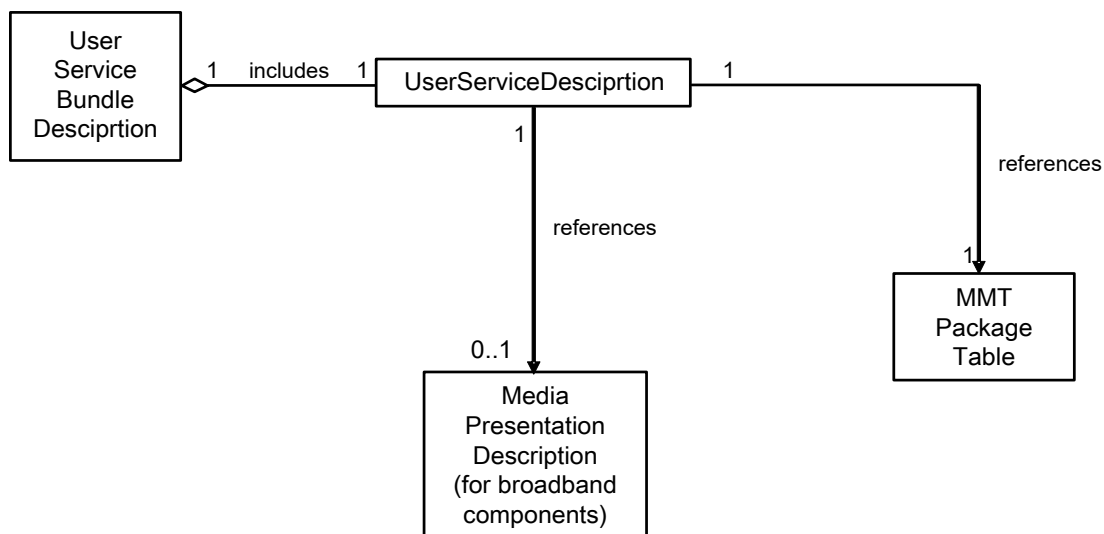 User
Service
Bundle
Desciprtion
1
includes
1
UserServiceDesciprtion
1
1
references
references
1
MMT
Package
Table
0..1
Media
Presentation
Description
(for broadband
components)